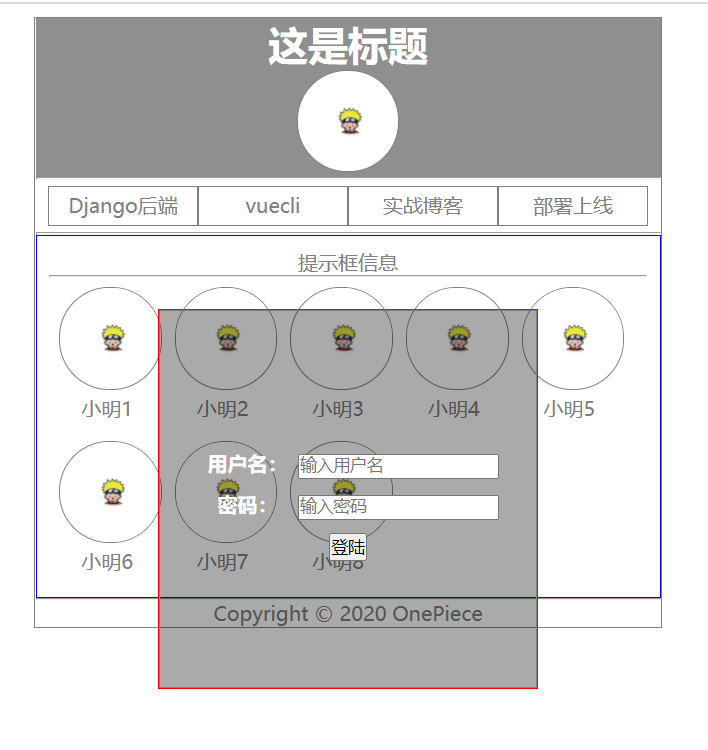 这是标题
Django后端 vuecli 实战博客 部署上线
提示框信息
小明1 小明2 小明3 小明4 小明5
用户名： 输入用户名
密码： 输入密码
登陆
小明6 小明7 小明8
Copyright © 2020 OnePiece